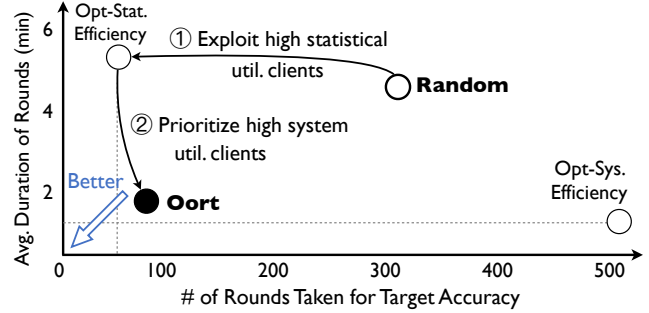 Opt-Stat.
Efficiency
① Exploit high statistical
util. clients
Random
② Prioritize high system
util. clients
Better
Oort
Opt-Sys.
Efficiency
Avg. Duration of Rounds (min)
6
4
2
0
100
200
300
400
500
# of Rounds Taken for Target Accuracy